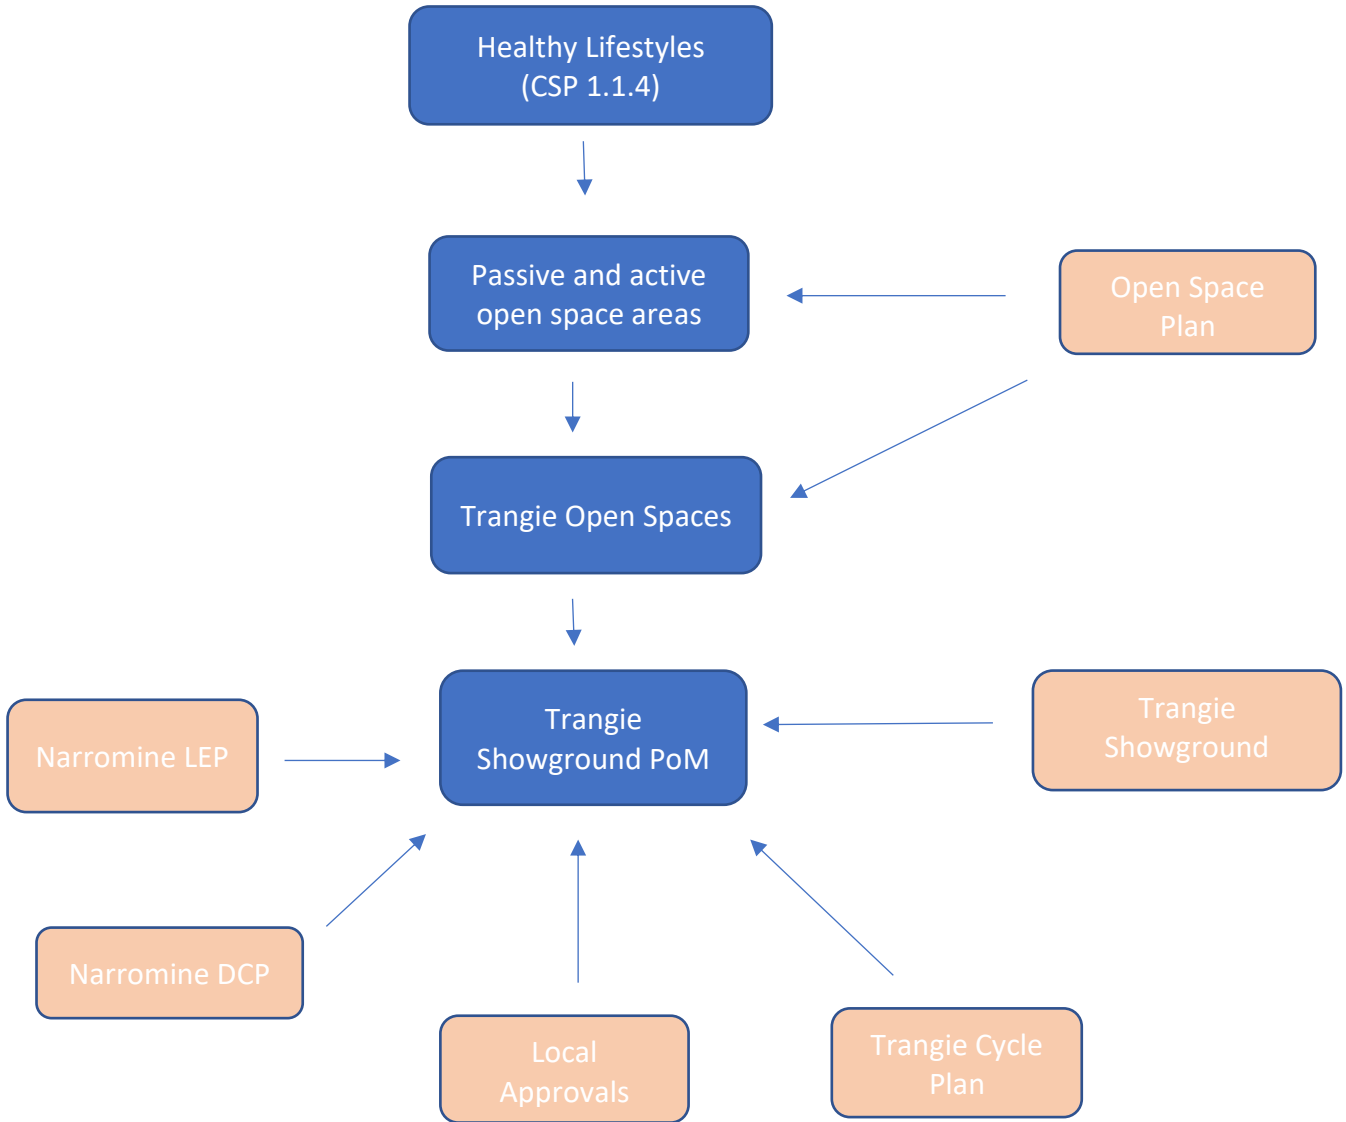 Healthy Lifestyles
(CSP 1.1.4)
Passive and active
open space areas
Open Space
Plan
Trangie Open Spaces
Trangie
Showground PoM
Trangie
Showground
Narromine LEP
Narromine DCP
Local
Approvals
Trangie Cycle
Plan